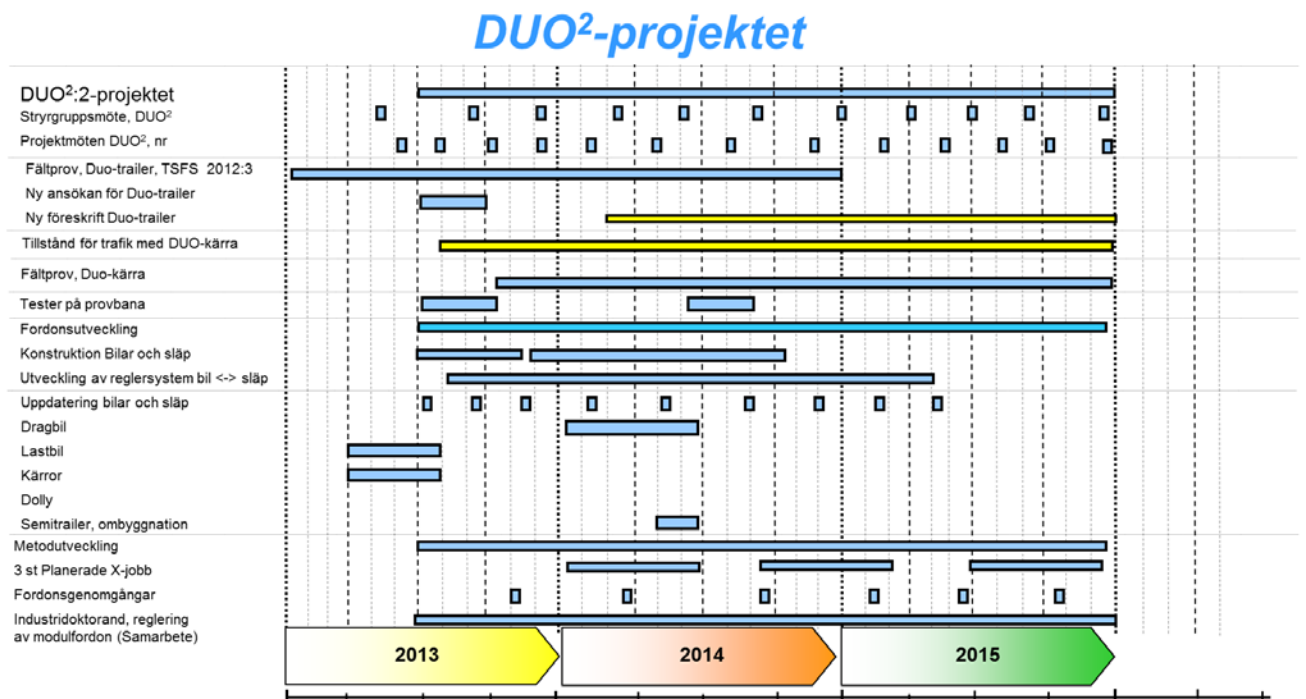 DUO²-projektet
DUO²:2-projektet
Stryrgruppsmöte, DUO²
Projektmöten DUO², nr
Fältprov, Duo-trailer, TSFS 2012:3
Ny ansökan för Duo-trailer
Ny föreskrift Duo-trailer
Tillstånd för trafik med DUO-kärra
Fältprov, Duo-kärra
Tester på provbana
Fordonsutveckling
Konstruktion Bilar och släp
Utveckling av reglersystem bil <-> släp
Uppdatering bilar och släp
Dragbil
Lastbil
Kärror
Dolly
Semitrailer, ombyggnation
Metodutveckling
3 st Planerade X-jobb
Fordonsgenomgångar
Industridoktorand, reglering
av modulfordon (Samarbete)
2013
2014
2015